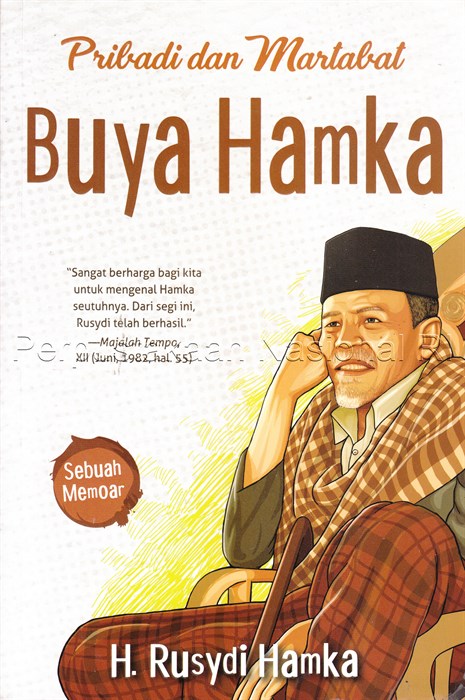 Pribadi dan Martabat
Buya Hamka
"Sangat berharga bagi kita
untuk mengenal Hamka
seutuhnya. Dari segi ini,
Rusydi telah berhasil."
Majalah Tempo,
XII (Juni, 1982, hal. 55)
Sebuah
Memoar
H. Rusydi Hamka